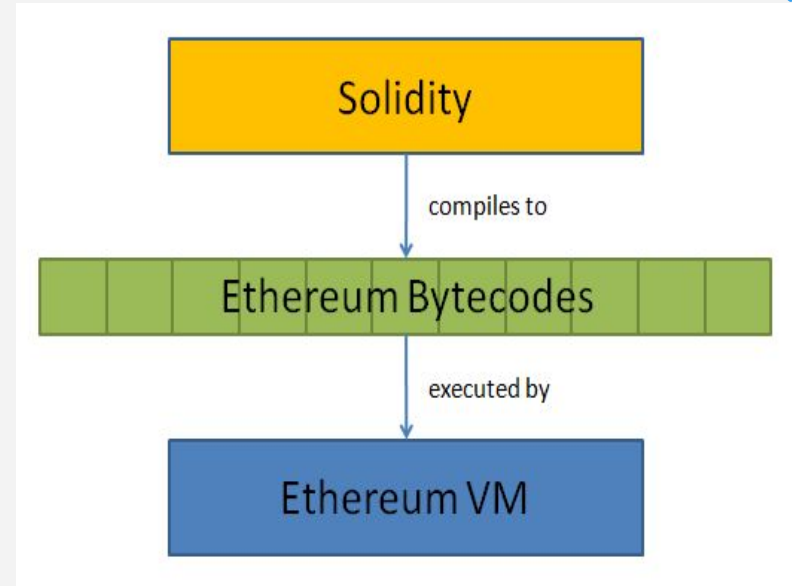 Solidity
compiles to
Ethereum Bytecodes
executed by
Ethereum VM